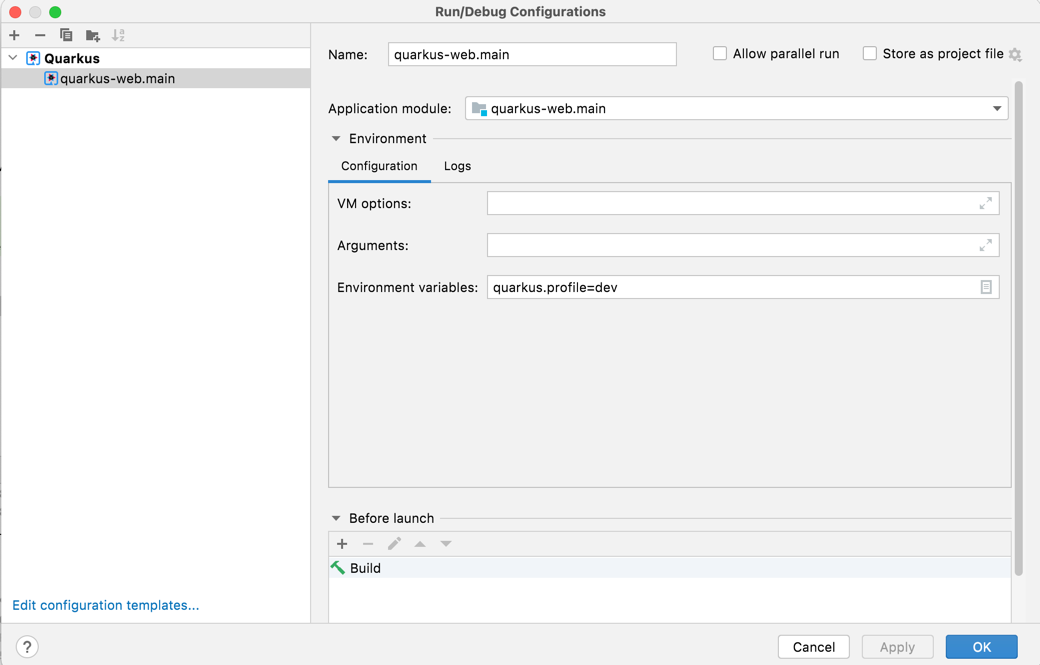 Run/Debug Configurations
Quarkus
quarkus-web.main
Edit configuration templates...
Name: quarkus-web.main Allow parallel run Store as project file
Application module: quarkus-web.main
Environment
Configuration Logs
VM options:
Arguments:
Environment variables: quarkus.profile=dev
Before launch
Build
? Cancel Apply OK